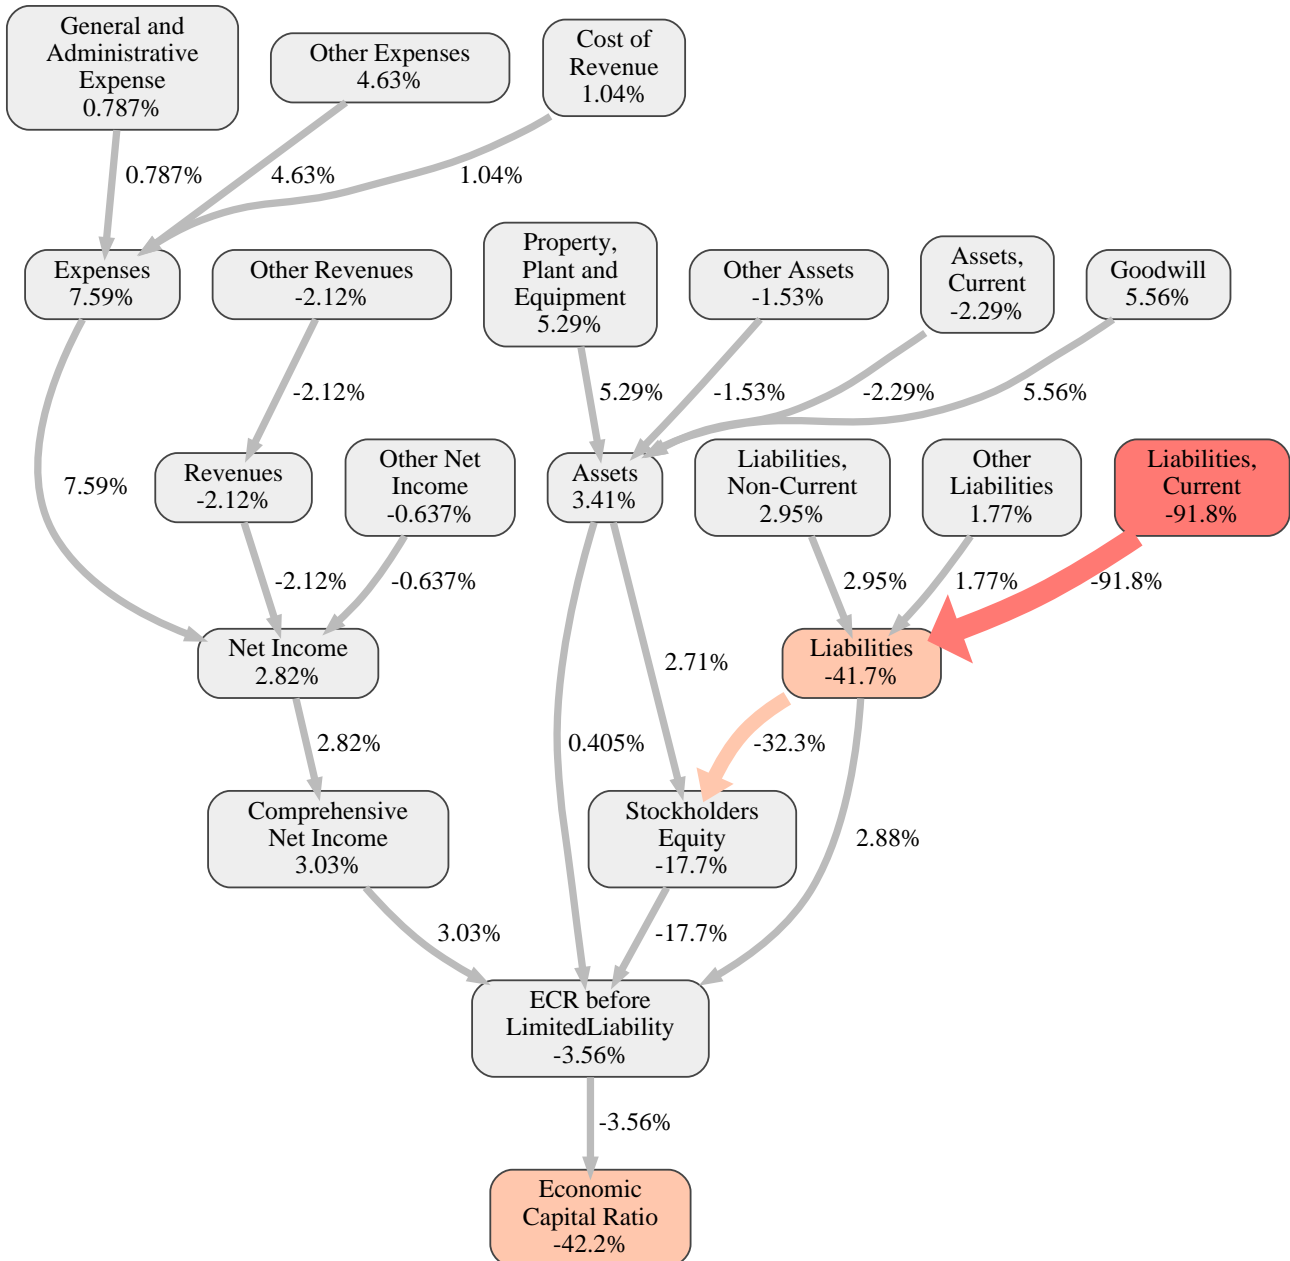 General and
Administrative
Expense
0.787%
Other Expenses
4.63%
Cost of
Revenue
1.04%
0.787%
4.63%
1.04%
Expenses
7.59%
Other Revenues
-2.12%
Property,
Plant and
Equipment
5.29%
Other Assets
-1.53%
Assets,
Current
-2.29%
Goodwill
5.56%
-2.12%
5.29%
-1.53%
-2.29%
5.56%
7.59%
Revenues
-2.12%
Other Net
Income
-0.637%
Assets
3.41%
Liabilities,
Non-Current
2.95%
Other
Liabilities
1.77%
Liabilities,
Current
-91.8%
-2.12%
-0.637%
2.95%
1.77%
-91.8%
Net Income
2.82%
2.71%
Liabilities
-41.7%
2.82%
0.405%
-32.3%
Comprehensive
Net Income
3.03%
Stockholders
Equity
-17.7%
2.88%
3.03%
-17.7%
ECR before
LimitedLiability
-3.56%
-3.56%
Economic
Capital Ratio
-42.2%